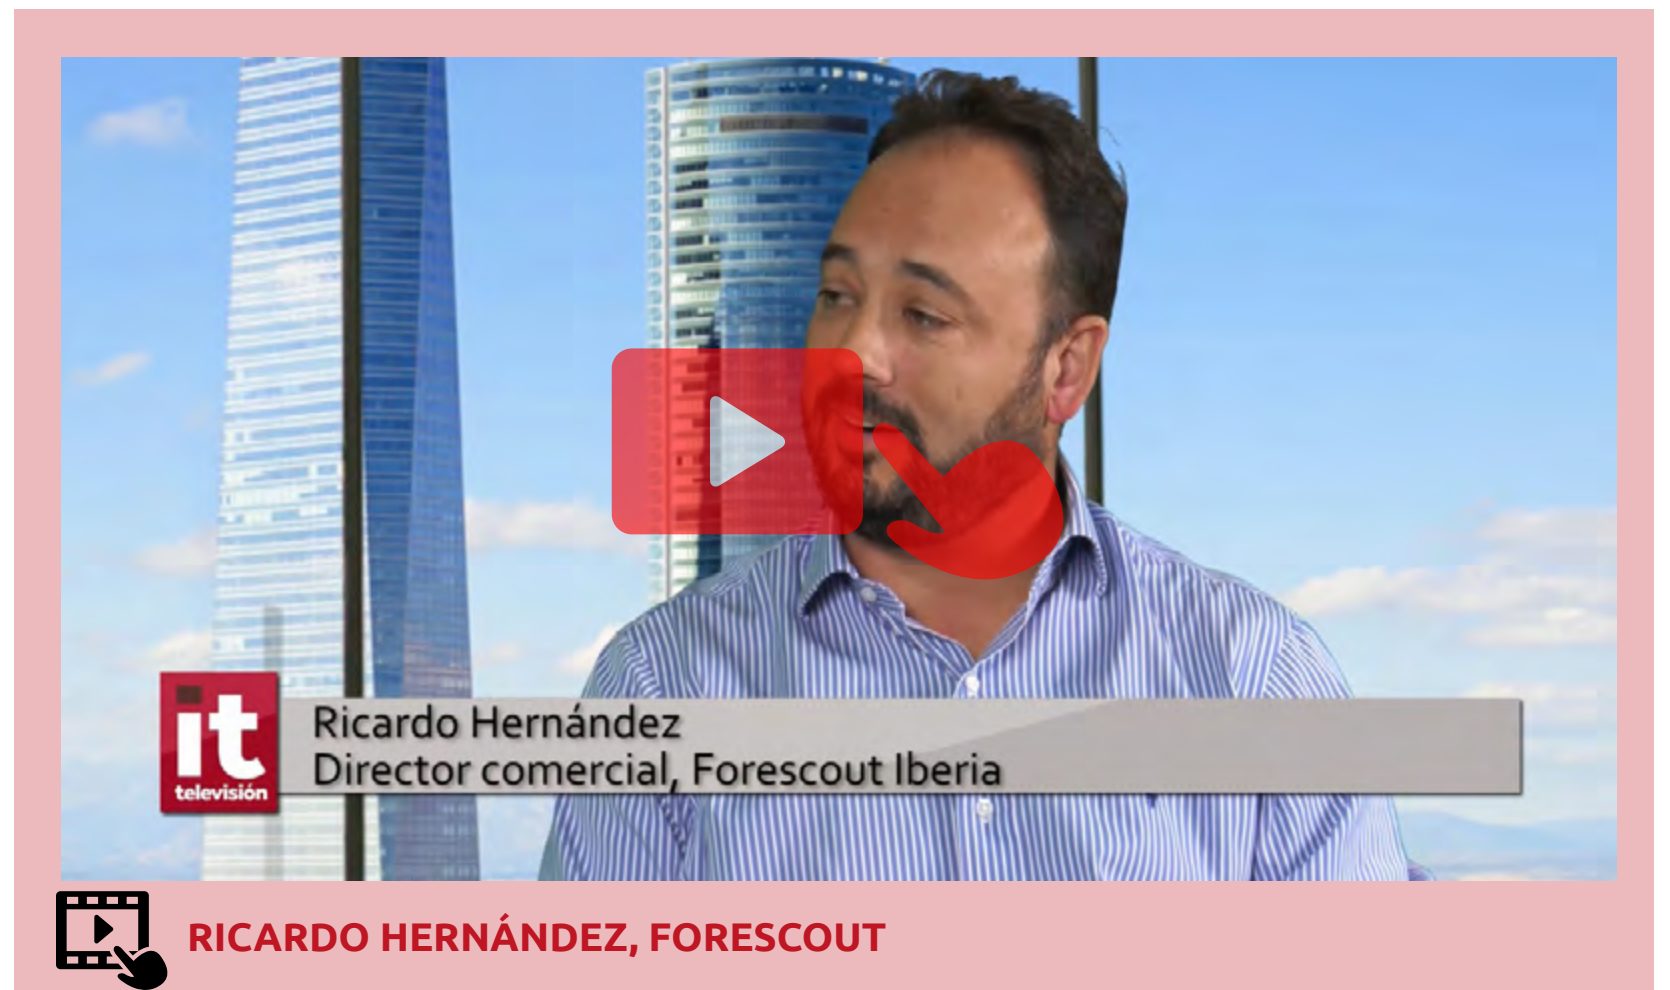 it
televisión
Ricardo Hernández
Director comercial, Forescout Iberia
RICARDO HERNÁNDEZ, FORESCOUT